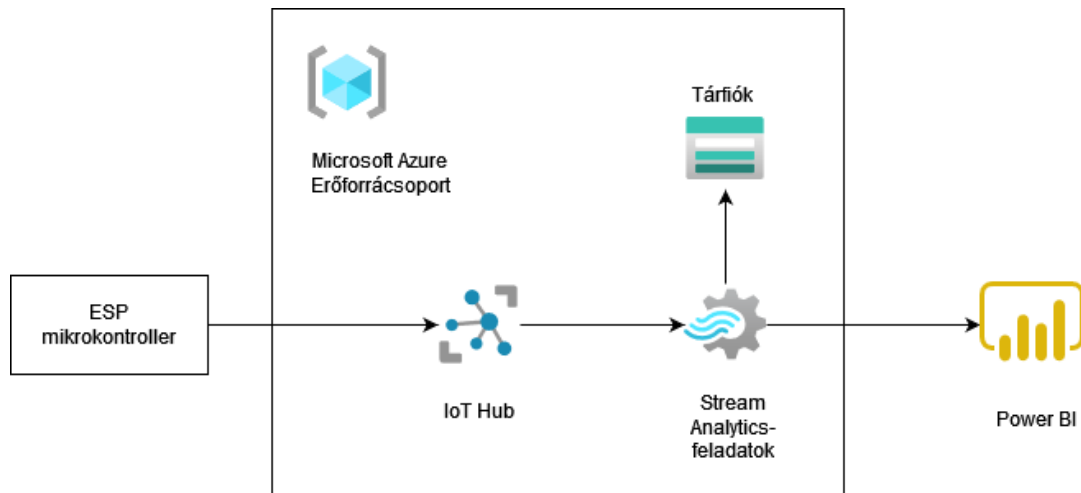 Tárfiók
Microsoft Azure
Erőforrácsoport
ESP
mikrokontroller
IoT Hub
Stream
Analytics-
feladatok
Power BI